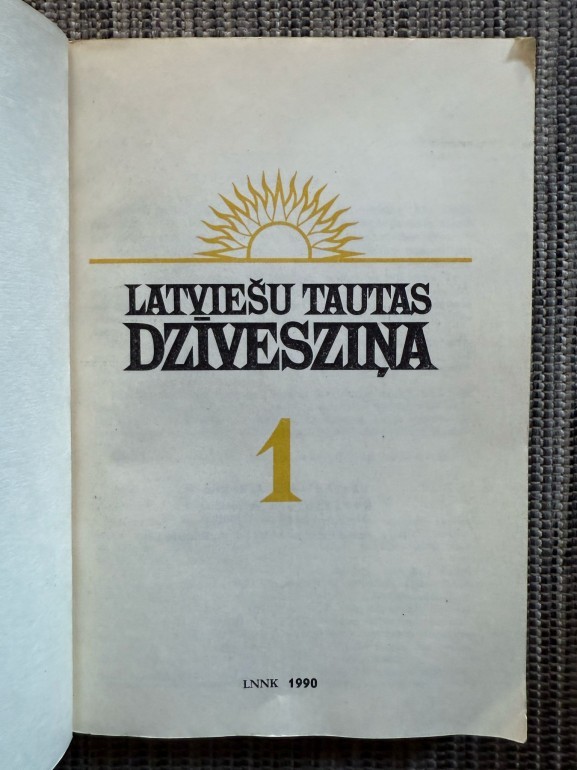 LATVIEŠU TAUTAS
DZĪVESZIŅA
1
LNNK 1990